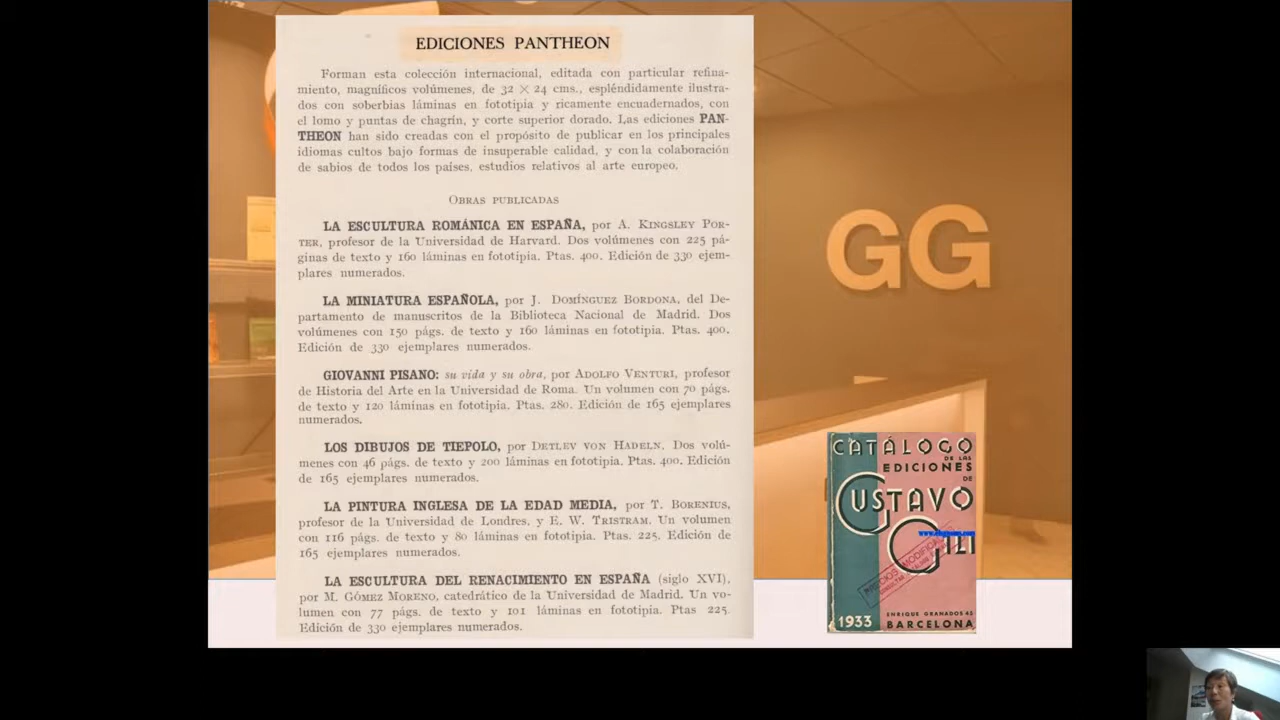 EDICIONES PANTHEON
Forman esta colección internacional, editada con particular refina-
miento, magníficos volúmenes, de 32 × 24 cms., espléndidamente ilustra-
dos con soberbias láminas en fototipia y ricamente encuadernados, con
el lomo y puntas de chagrín, y corte superior dorado. Las ediciones PAN-
THEON han sido creadas con el propósito de publicar en los principales
idiomas cultos bajo formas de insuperable calidad, y con la colaboración
de sabios de todos los países, estudios relativos al arte europeo.
OBRAS PUBLICADAS
LA ESCULTURA ROMÁNICA EN ESPAÑA, por A. KINGSLEY POR-
TER, profesor de la Universidad de Harvard. Dos volúmenes con 225 pá-
ginas de texto y 160 láminas en fototipia. Ptas. 400. Edición de 330 ejem-
plares numerados.
LA MINIATURA ESPAÑOLA, por J. DOMÍNGUEZ BORDONA, del De-
partamento de manuscritos de la Biblioteca Nacional de Madrid. Dos
volúmenes con 150 págs. de texto y 160 láminas en fototipia. Ptas. 400.
Edición de 330 ejemplares numerados.
GIOVANNI PISANO: su vida y su obra, por ADOLFO VENTURI, profesor
de Historia del Arte en la Universidad de Roma. Un volumen con 70 págs.
de texto y 120 láminas en fototipia. Ptas. 280. Edición de 165 ejemplares
numerados.
LOS DIBUJOS DE TIEPOLO, por DETLEV VON HADELN. Dos volú-
menes con 46 págs. de texto y 200 láminas en fototipia. Ptas. 400. Edición
de 165 ejemplares numerados.
LA PINTURA INGLESA DE LA EDAD MEDIA, por T. BORENIUS,
profesor de la Universidad de Londres, y E. W. TRISTRAM. Un volumen
con 116 págs. de texto y 80 láminas en fototipia. Ptas. 225. Edición de
165 ejemplares numerados.
LA ESCULTURA DEL RENACIMIENTO EN ESPAÑA (siglo XVI),
por M. GÓMEZ MORENO, catedrático de la Universidad de Madrid. Un vo-
lumen con 77 págs. de texto y 101 láminas en fototipia. Ptas 225.
Edición de 330 ejemplares numerados.
GG
CATÁLOGO
DE LAS
EDICIONES
DE
GUSTAVO
GILI
ENRIQUE GRANADOS 45
1933 BARCELONA